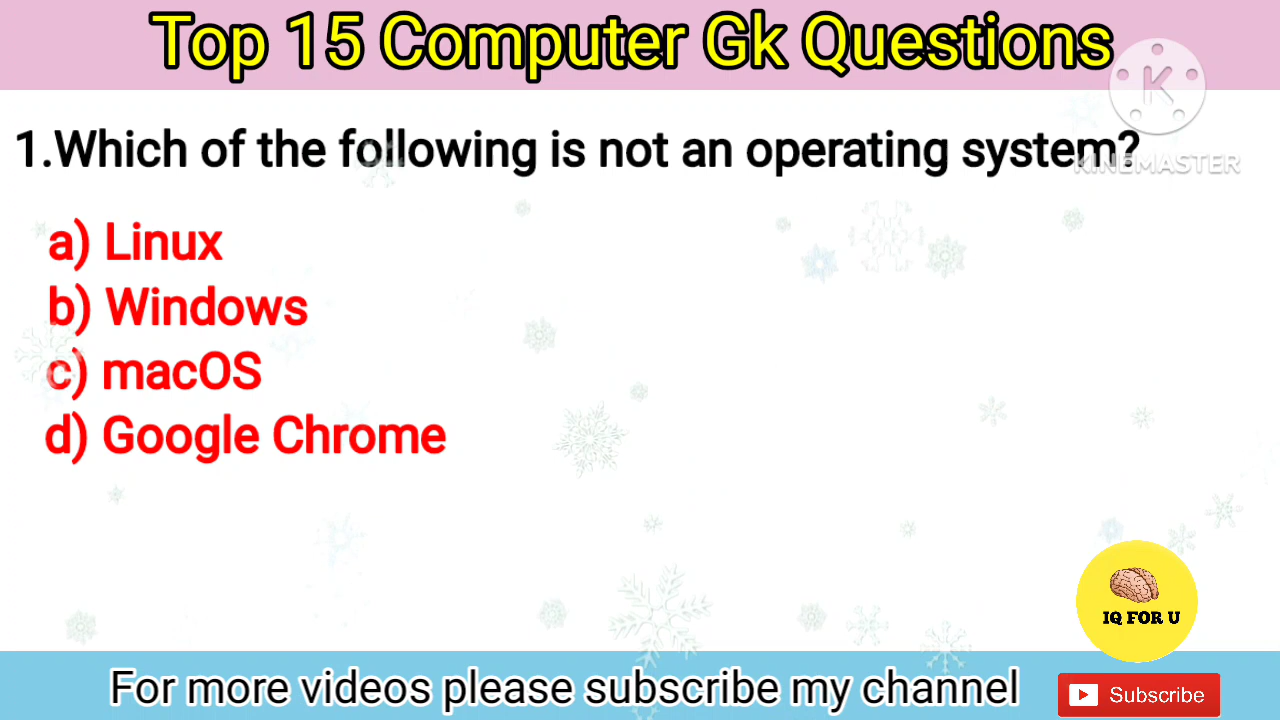 Top 15 Computer Gk Questions
K
KINEMASTER
1.Which of the following is not an operating system?
a) Linux
b) Windows
c) macOS
d) Google Chrome
IQ FOR U
For more videos please subscribe my channel
Subscribe